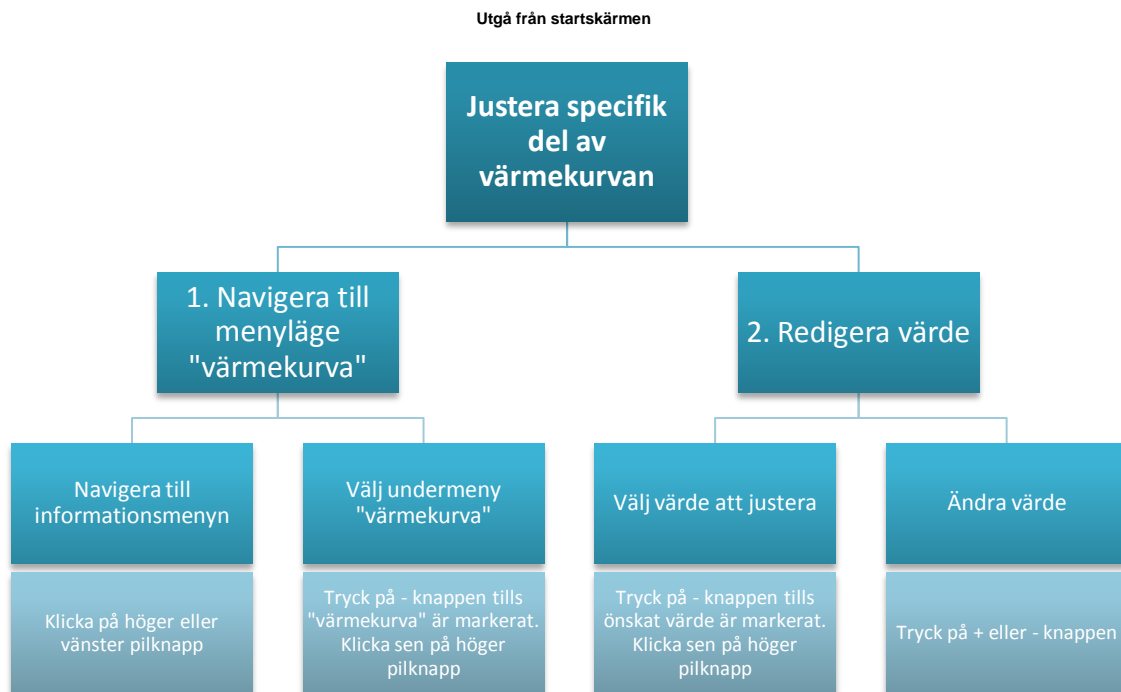 Utgå från startskärmen
Justera specifik
del av
värmekurvan
1. Navigera till
menyläge
"värmekurva"
2. Redigera värde
Navigera till
informationsmenyn
Välj undermeny
"värmekurva"
Välj värde att justera
Ändra värde
Klicka på höger eller
vänster pilknapp
Tryck på - knappen tills
"värmekurva" är markerat.
Klicka sen på höger
pilknapp
Tryck på - knappen tills
önskat värde är markerat.
Klicka sen på höger
pilknapp
Tryck på + eller - knappen